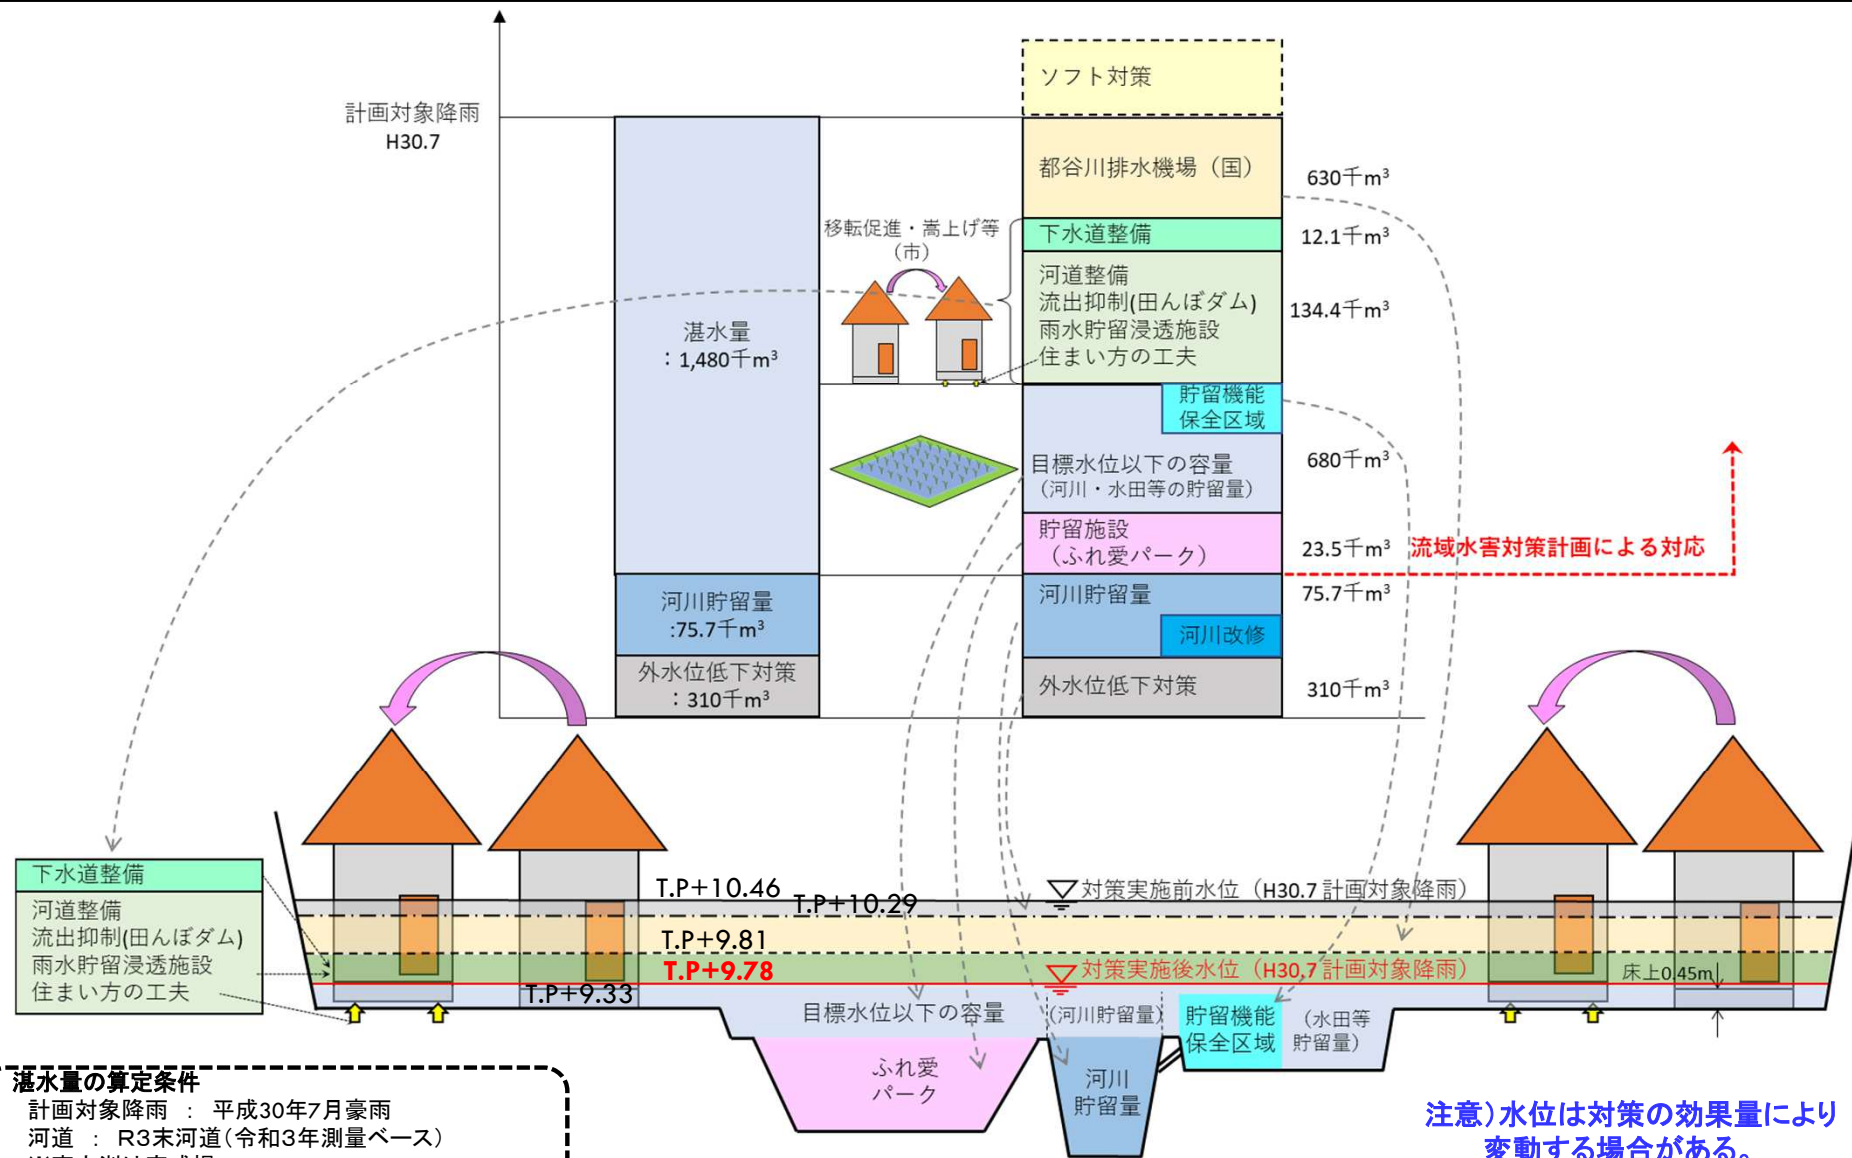 ソフト対策
計画対象降雨
H30.7
都谷川排水機場（国）
630千m³
移転促進・嵩上げ等
（市）
下水道整備
12.1千m³
河道整備
流出抑制(田んぼダム)
雨水貯留浸透施設
住まい方の工夫
134.4千m³
湛水量
：1,480千m³
貯留機能
保全区域
目標水位以下の容量
（河川・水田等の貯留量）
680千m³
貯留施設
（ふれ愛パーク）
23.5千m³
流域水害対策計画による対応
河川貯留量
:75.7千m³
河川貯留量
75.7千m³
河川改修
外水位低下対策
：310千m³
外水位低下対策
310千m³
下水道整備
河道整備
流出抑制(田んぼダム)
雨水貯留浸透施設
住まい方の工夫
T.P+10.46
T.P+10.29
対策実施前水位（H30.7 計画対象降雨）
T.P+9.81
T.P+9.78
対策実施後水位（H30,7 計画対象降雨）
床上0.45m
T.P+9.33
目標水位以下の容量
(河川貯留量)
貯留機能
保全区域
（水田等
貯留量）
ふれ愛
パーク
河川
貯留量
湛水量の算定条件
計画対象降雨 ： 平成30年7月豪雨
河道 ： R3末河道(令和3年測量ベース)
注意）水位は対策の効果量により
変動する場合がある。